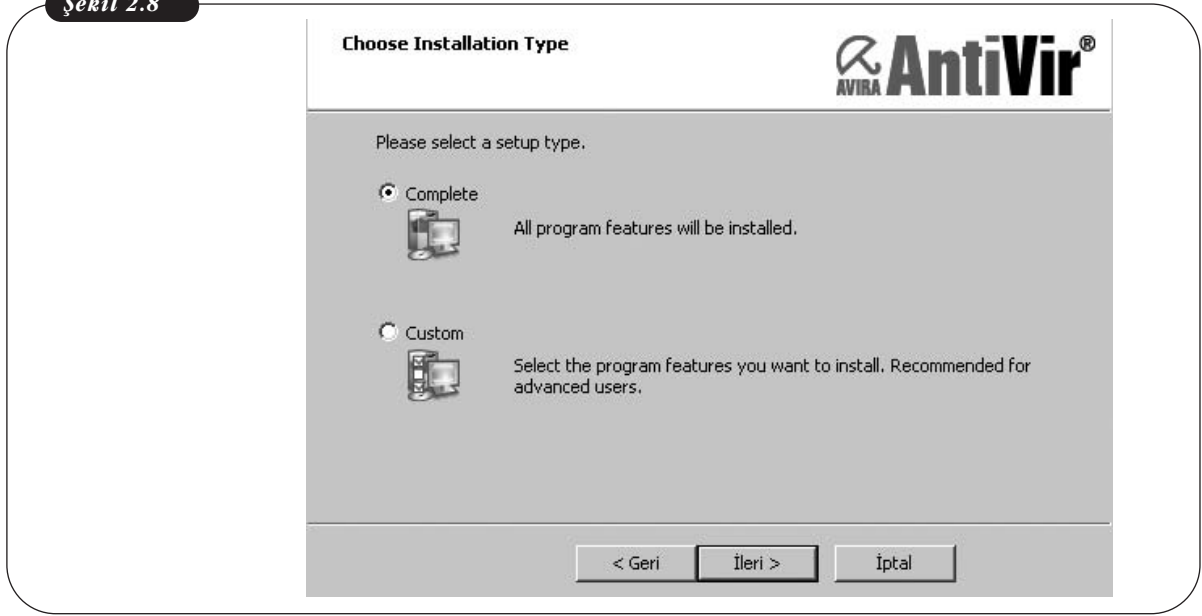 Şekil 2.8
Choose Installation Type
AVIRA AntiVir®
Please select a setup type.
Complete
All program features will be installed.
Custom
Select the program features you want to install. Recommended for
advanced users.
< Geri
İleri >
İptal